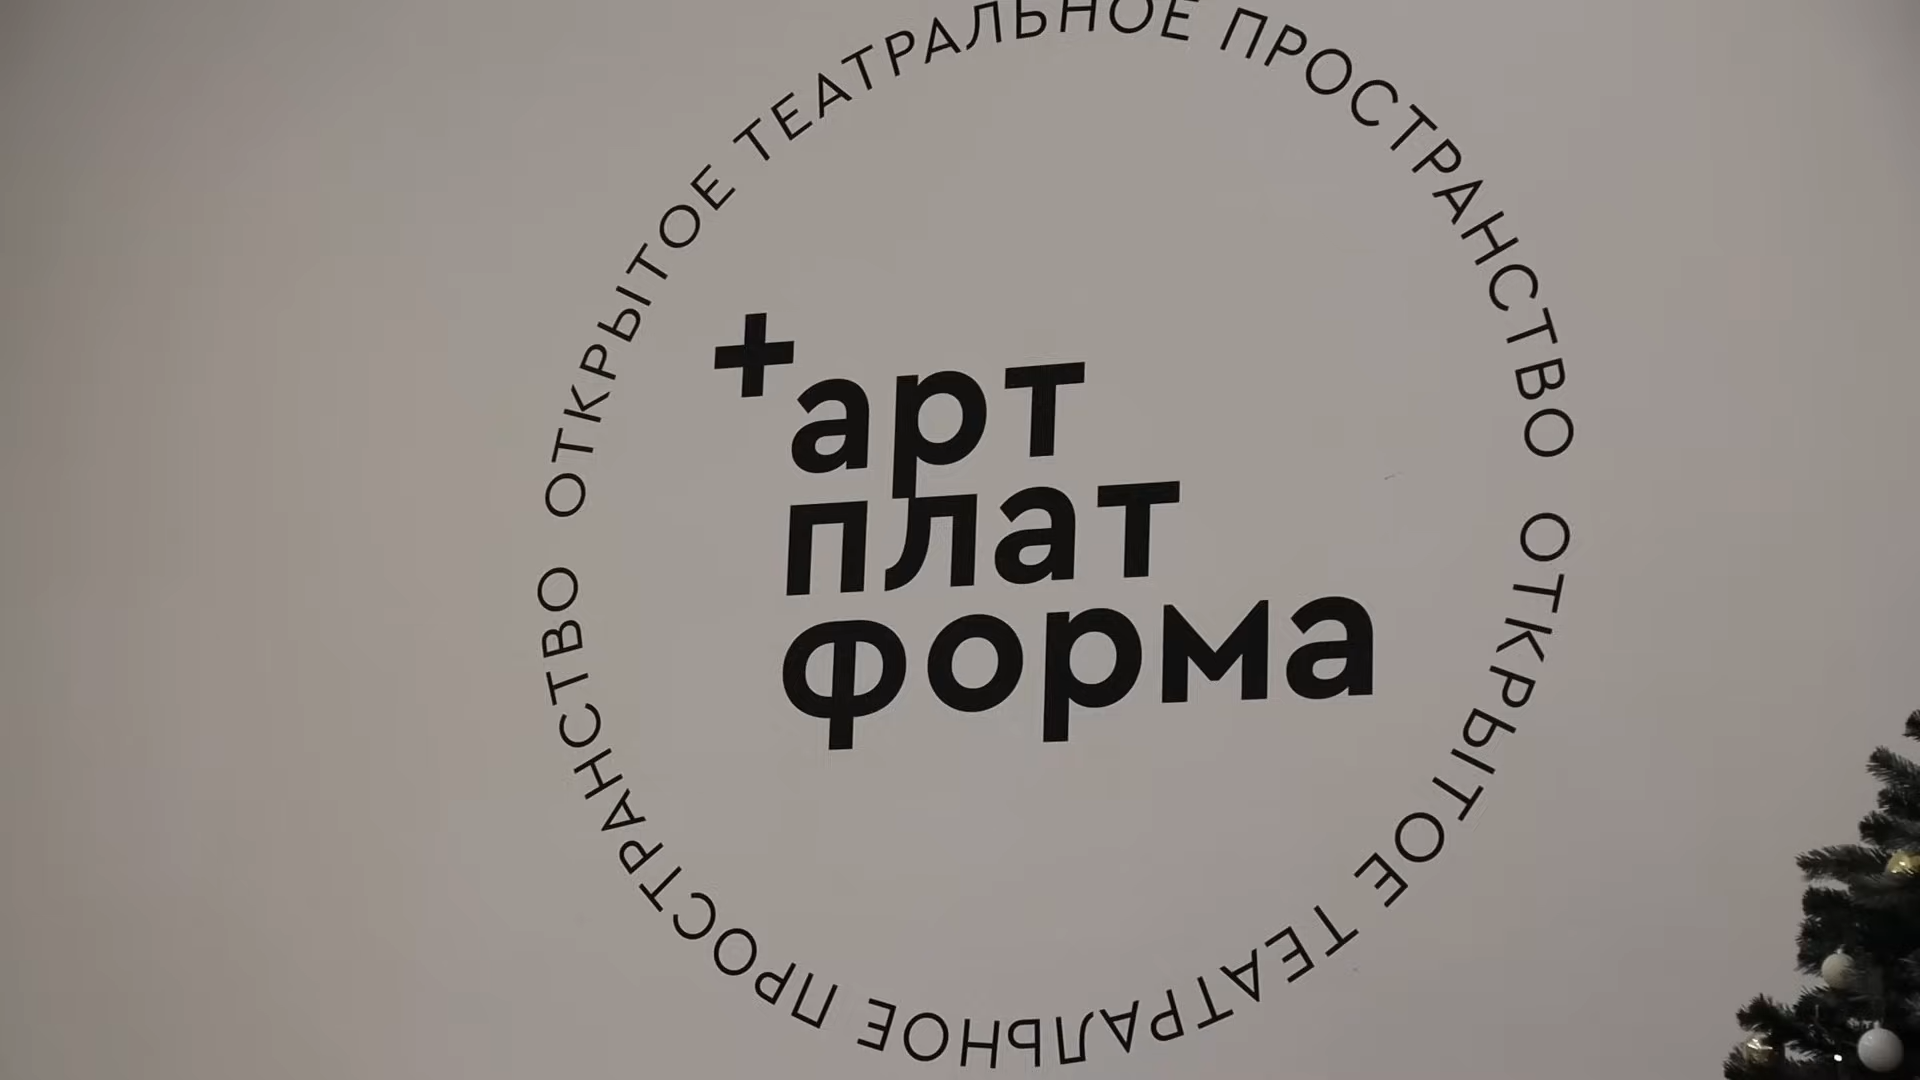 ОТКРЫТОЕ ТЕАТРАЛЬНОЕ ПРОСТРАНСТВО
ОТКРЫТОЕ ТЕАТРАЛЬНОЕ ПРОСТРАНСТВО
+арт
плат
форма